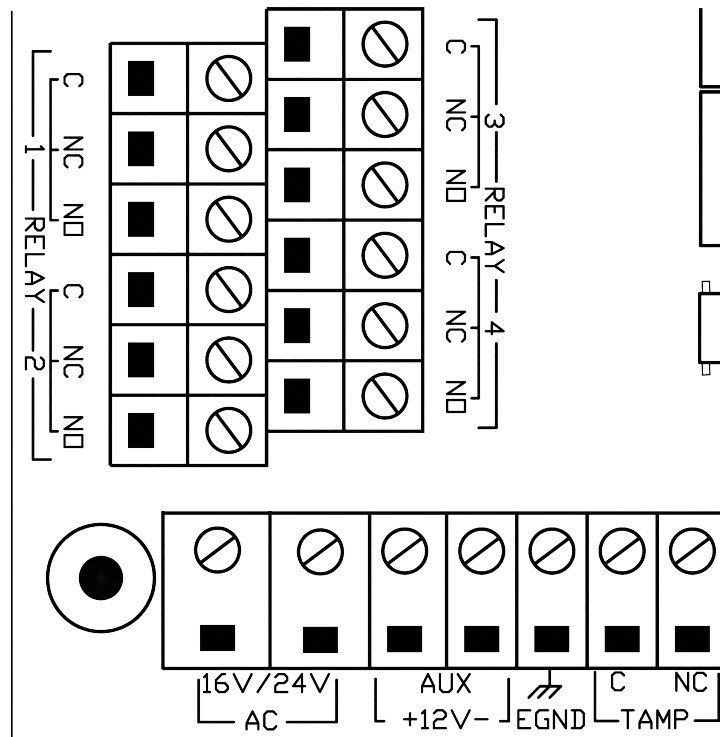 C
NC
NO
1
RELAY
2
C
NC
NO
C
NC
NO
3
RELAY
4
C
NC
NO
16V/24V
AC
AUX
+12V-
EGND
C NC
TAMP